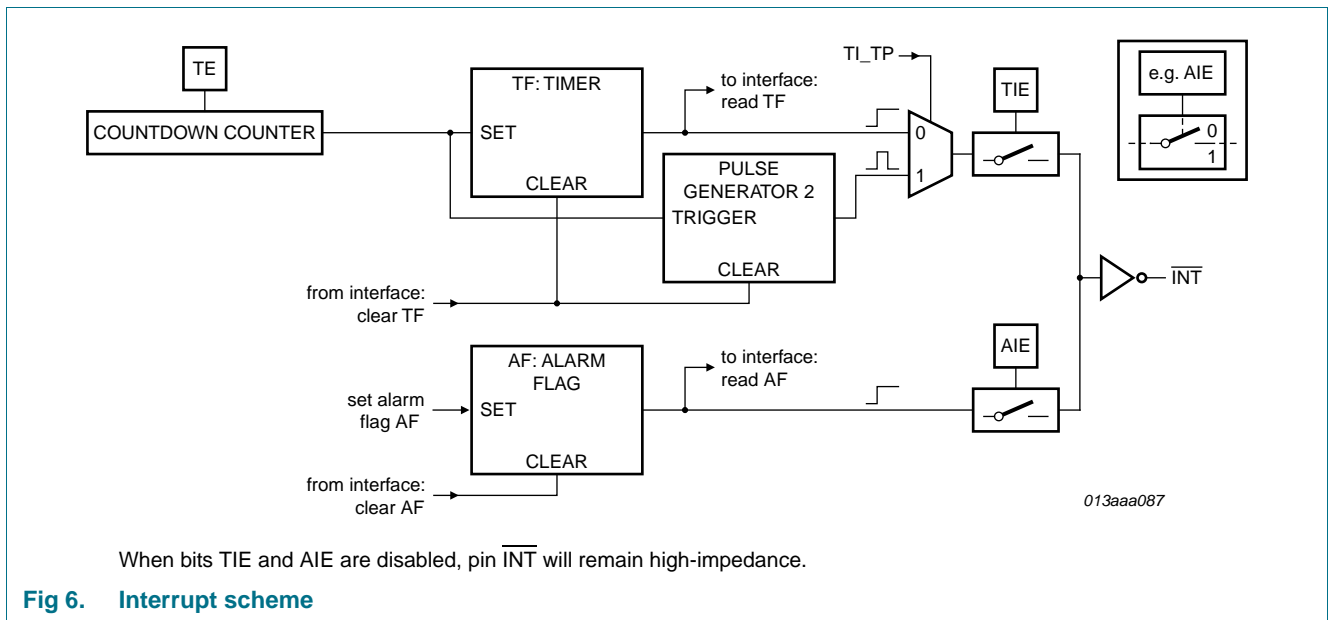 TE
COUNTDOWN COUNTER
TF: TIMER
SET
CLEAR
to interface:
read TF
PULSE
GENERATOR 2
TRIGGER
CLEAR
from interface:
clear TF
TI_TP
0
1
TIE
e.g. AIE
0
1
INT
AF: ALARM
FLAG
SET
CLEAR
set alarm
flag AF
from interface:
clear AF
to interface:
read AF
AIE
013aaa087
When bits TIE and AIE are disabled, pin INT will remain high-impedance.
Fig 6. Interrupt scheme